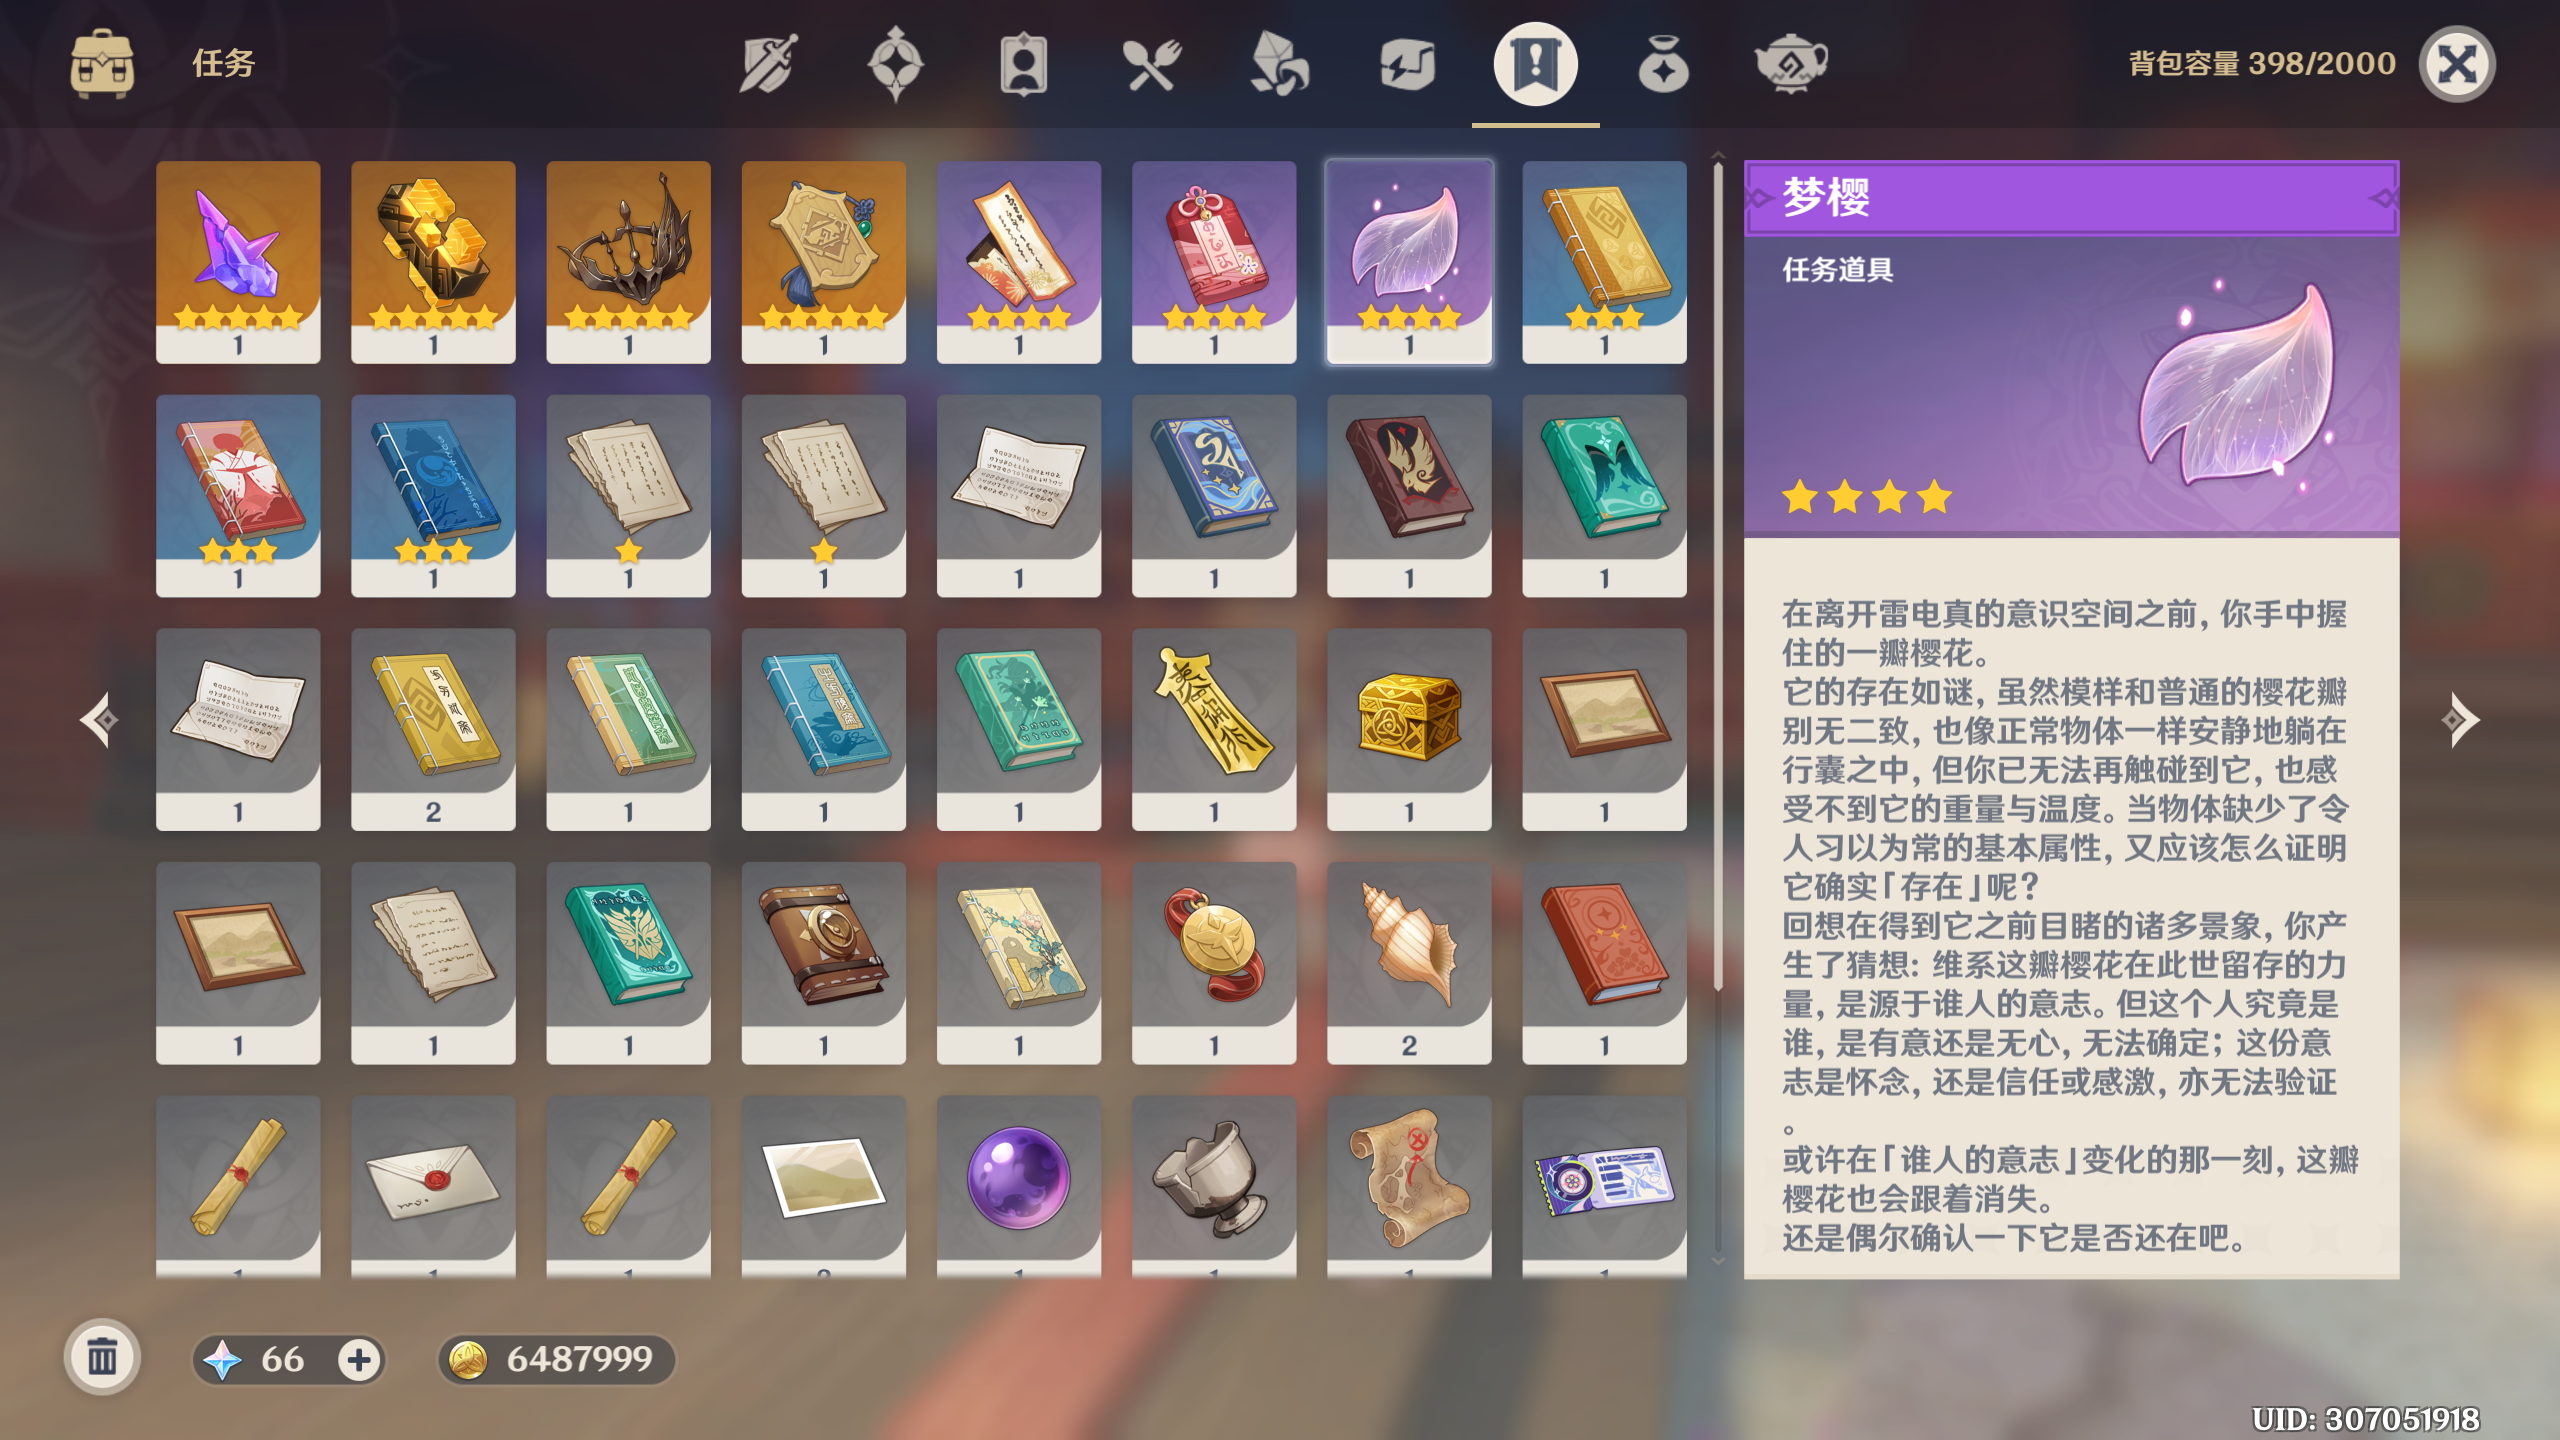 任务
背包容量 398/2000
梦樱
任务道具
1 1 1 1 1 1 1 1
在离开雷电真的意识空间之前，你手中握
住的一瓣樱花。
它的存在如谜，虽然模样和普通的樱花瓣
别无二致，也像正常物体一样安静地躺在
行囊之中，但你已无法再触碰到它，也感
受不到它的重量与温度。当物体缺少了令
人习以为常的基本属性，又应该怎么证明
它确实「存在」呢？
回想在得到它之前目睹的诸多景象，你产
生了猜想：维系这瓣樱花在此世留存的力
量，是源于谁人的意志。但这个人究竟是
谁，是有意还是无心，无法确定；这份意
志是怀念，还是信任或感激，亦无法验证
。
或许在「谁人的意志」变化的那一刻，这瓣
樱花也会跟着消失。
还是偶尔确认一下它是否还在吧。
1 1 1 1 1 1 1 1
1 2 1 1 1 1 1 1
1 1 1 1 1 1 2 1
66
6487999
UID: 307051918